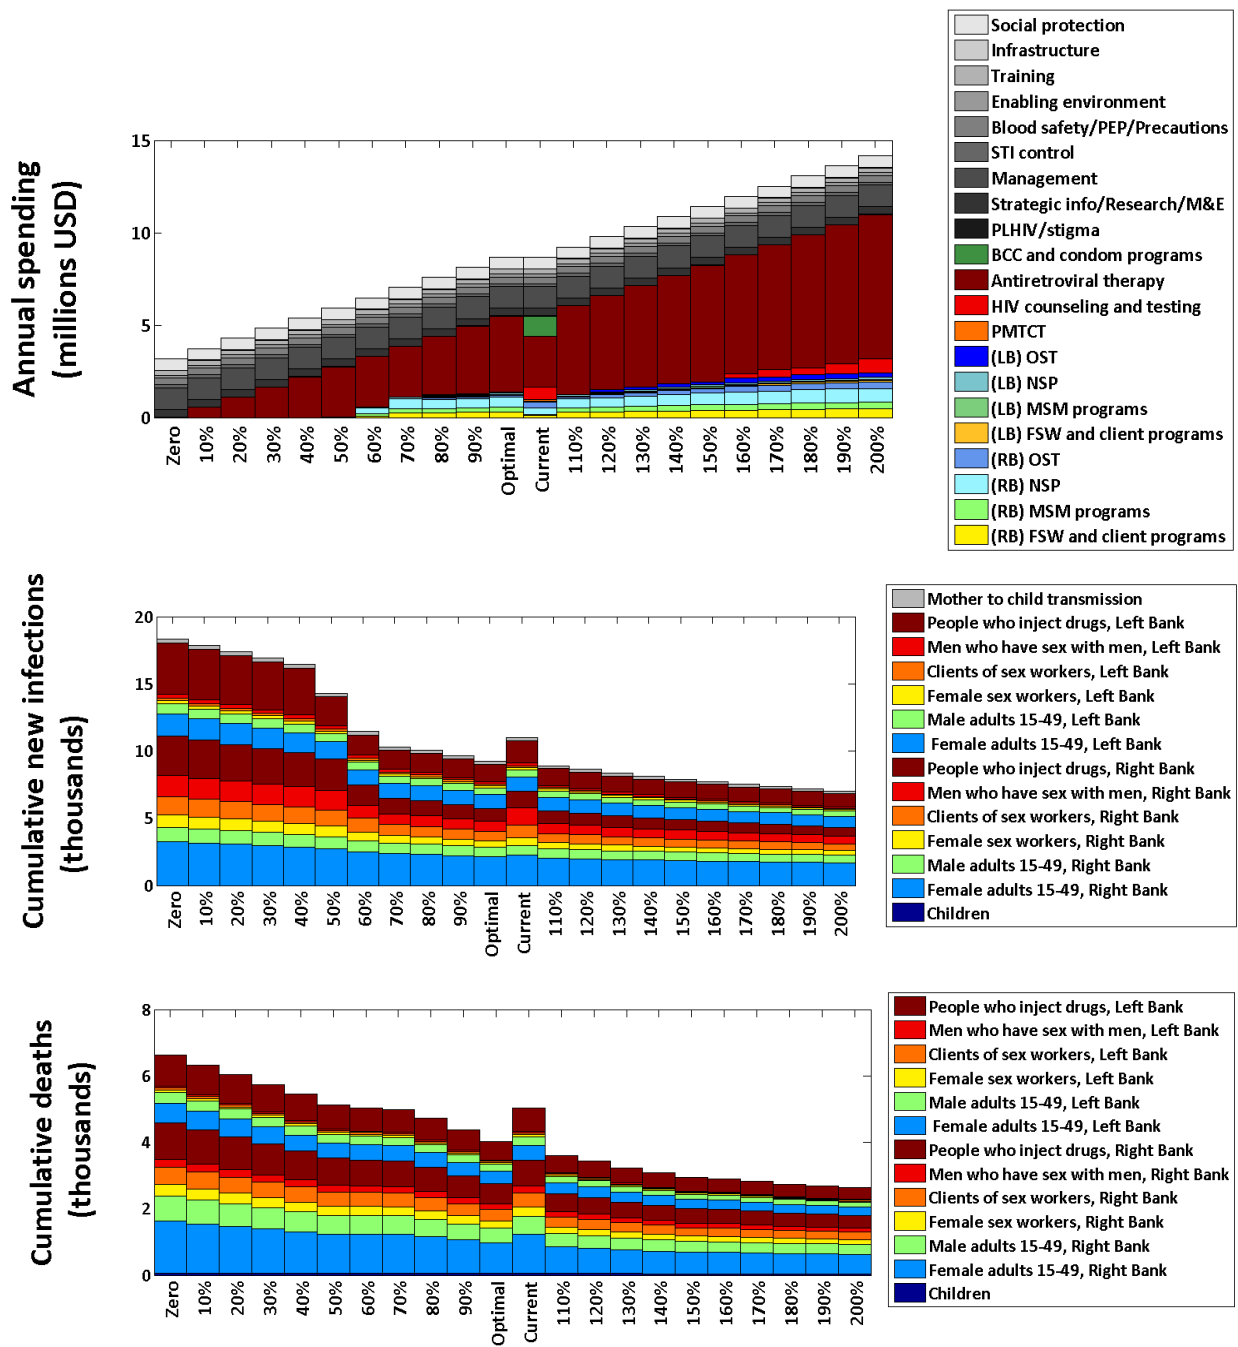 Annual spending
(millions USD)
15
10
5
0
Zero
10%
20%
30%
40%
50%
60%
70%
80%
90%
Optimal
Current
110%
120%
130%
140%
150%
160%
170%
180%
190%
200%
Social protection
Infrastructure
Training
Enabling environment
Blood safety/PEP/Precautions
STI control
Management
Strategic info/Research/M&E
PLHIV/stigma
BCC and condom programs
Antiretroviral therapy
HIV counseling and testing
PMTCT
(LB) OST
(LB) NSP
(LB) MSM programs
(LB) FSW and client programs
(RB) OST
(RB) NSP
(RB) MSM programs
(RB) FSW and client programs
Cumulative new infections
(thousands)
20
15
10
5
0
Zero
10%
20%
30%
40%
50%
60%
70%
80%
90%
Optimal
Current
110%
120%
130%
140%
150%
160%
170%
180%
190%
200%
Mother to child transmission
People who inject drugs, Left Bank
Men who have sex with men, Left Bank
Clients of sex workers, Left Bank
Female sex workers, Left Bank
Male adults 15-49, Left Bank
Female adults 15-49, Left Bank
People who inject drugs, Right Bank
Men who have sex with men, Right Bank
Clients of sex workers, Right Bank
Female sex workers, Right Bank
Male adults 15-49, Right Bank
Female adults 15-49, Right Bank
Children
Cumulative deaths
(thousands)
8
6
4
2
0
Zero
10%
20%
30%
40%
50%
60%
70%
80%
90%
Optimal
Current
110%
120%
130%
140%
150%
160%
170%
180%
190%
200%
People who inject drugs, Left Bank
Men who have sex with men, Left Bank
Clients of sex workers, Left Bank
Female sex workers, Left Bank
Male adults 15-49, Left Bank
Female adults 15-49, Left Bank
People who inject drugs, Right Bank
Men who have sex with men, Right Bank
Clients of sex workers, Right Bank
Female sex workers, Right Bank
Male adults 15-49, Right Bank
Female adults 15-49, Right Bank
Children